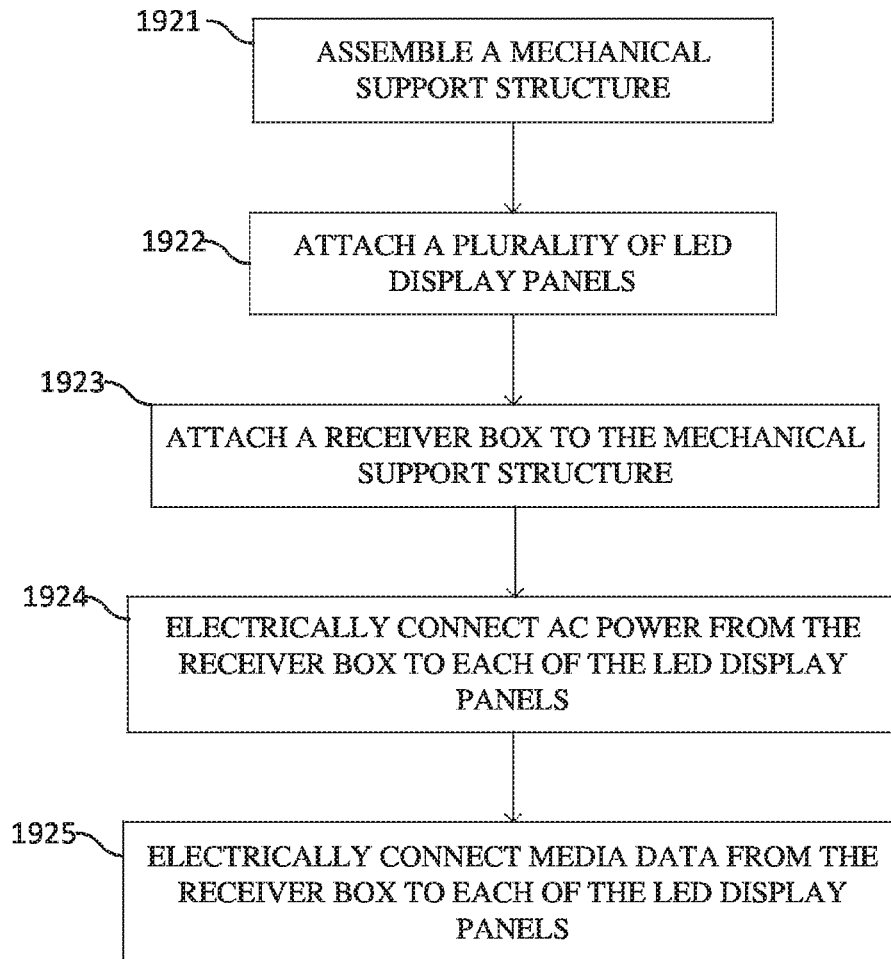 1921
ASSEMBLE A MECHANICAL
SUPPORT STRUCTURE
1922
ATTACH A PLURALITY OF LED
DISPLAY PANELS
1923
ATTACH A RECEIVER BOX TO THE MECHANICAL
SUPPORT STRUCTURE
1924
ELECTRICALLY CONNECT AC POWER FROM THE
RECEIVER BOX TO EACH OF THE LED DISPLAY
PANELS
1925
ELECTRICALLY CONNECT MEDIA DATA FROM THE
RECEIVER BOX TO EACH OF THE LED DISPLAY
PANELS